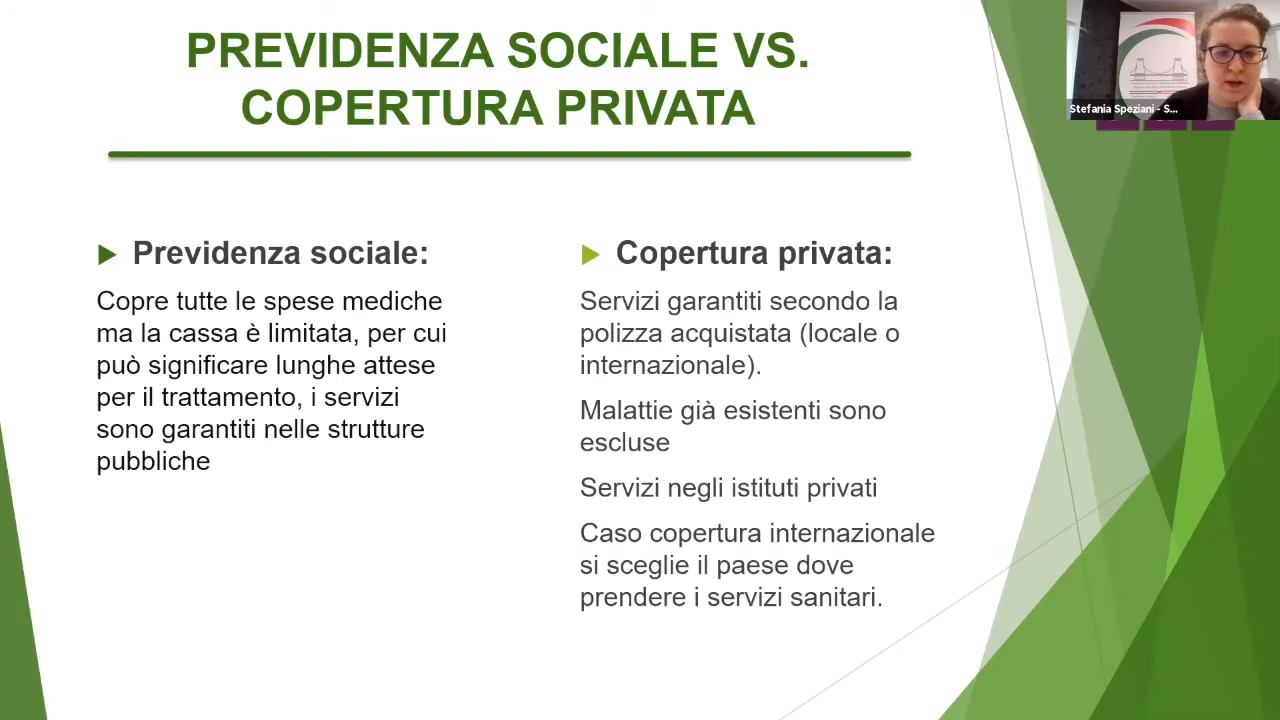 PREVIDENZA SOCIALE VS.
COPERTURA PRIVATA
Stefania Speziani - S...
Previdenza sociale:
Copre tutte le spese mediche
ma la cassa è limitata, per cui
può significare lunghe attese
per il trattamento, i servizi
sono garantiti nelle strutture
pubbliche
Copertura privata:
Servizi garantiti secondo la
polizza acquistata (locale o
internazionale).
Malattie già esistenti sono
escluse
Servizi negli istituti privati
Caso copertura internazionale
si sceglie il paese dove
prendere i servizi sanitari.